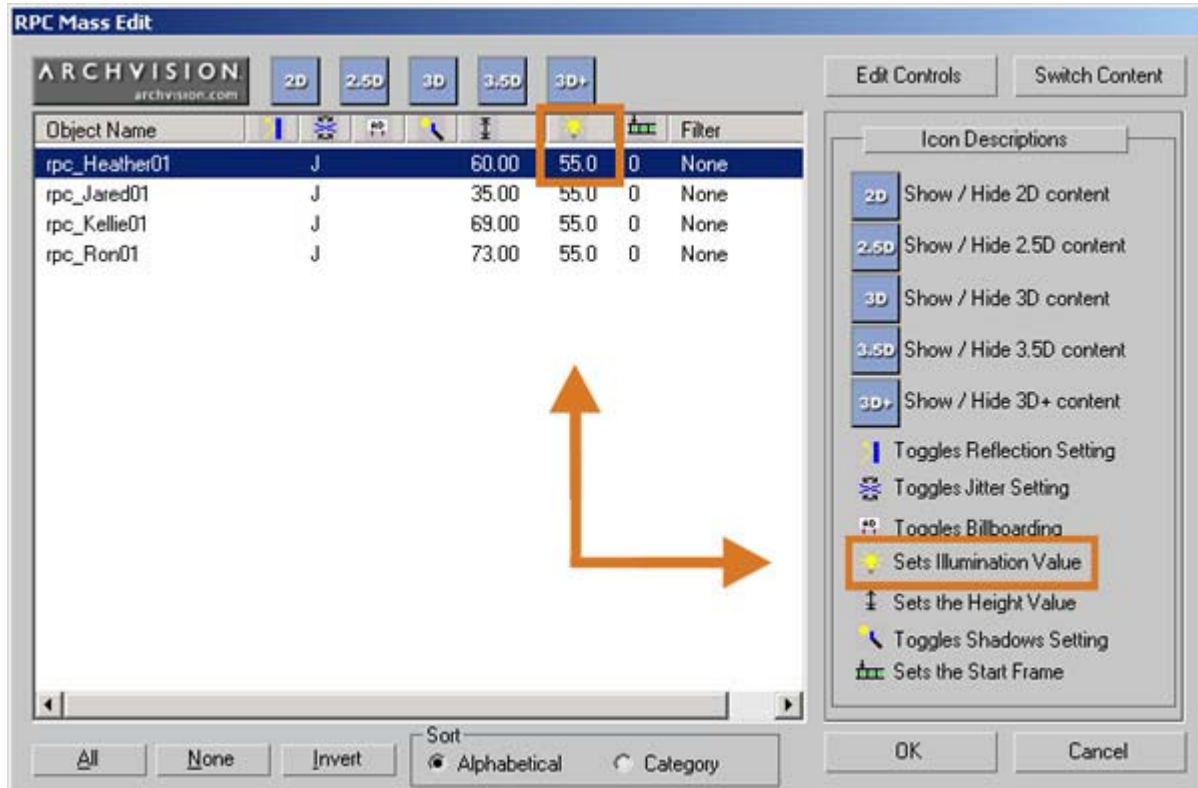 RPC Mass Edit
ARCHVISION.
archvision.com
2D 2.5D 3D 3.5D 3D+
Edit Controls Switch Content
Object Name Filter
rpc_Heather01 J 60.00 55.0 0 None
rpc_Jared01 J 35.00 55.0 0 None
rpc_Kellie01 J 69.00 55.0 0 None
rpc_Ron01 J 73.00 55.0 0 None
Icon Descriptions
2D Show / Hide 2D content
2.5D Show / Hide 2.5D content
3D Show / Hide 3D content
3.5D Show / Hide 3.5D content
3D+ Show / Hide 3D+ content
Toggles Reflection Setting
Toggles Jitter Setting
Toggles Billboarding
Sets Illumination Value
Sets the Height Value
Toggles Shadows Setting
Sets the Start Frame
All None Invert
Sort
Alphabetical Category
OK Cancel